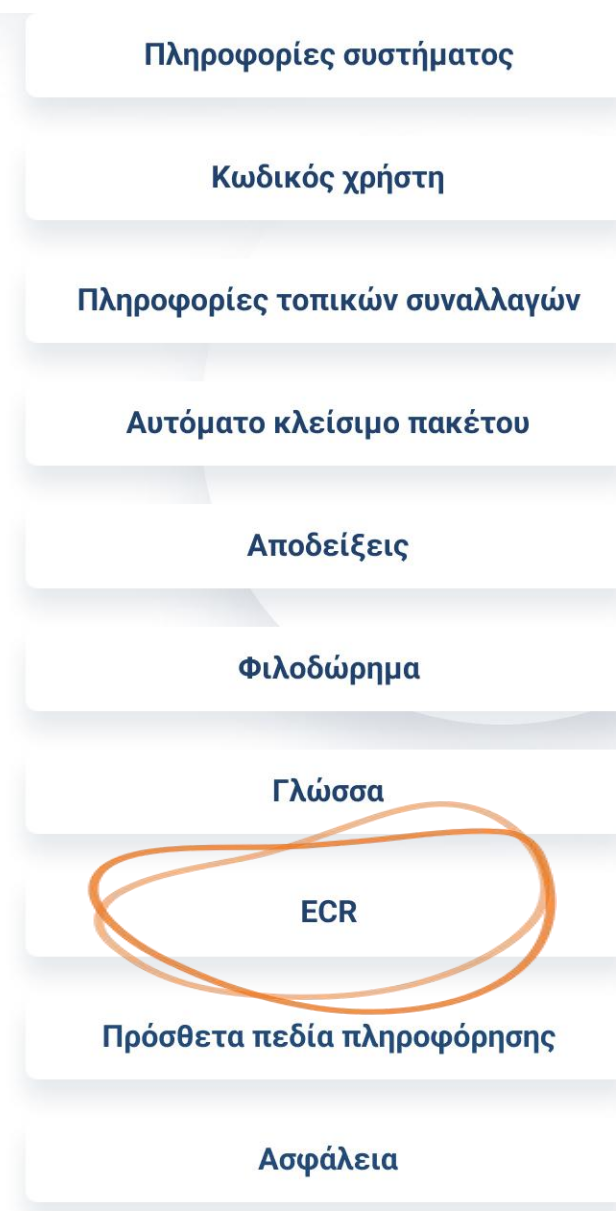 Πληροφορίες συστήματος
Κωδικός χρήστη
Πληροφορίες τοπικών συναλλαγών
Αυτόματο κλείσιμο πακέτου
Αποδείξεις
Φιλοδώρημα
Γλώσσα
ECR
Πρόσθετα πεδία πληροφόρησης
Ασφάλεια